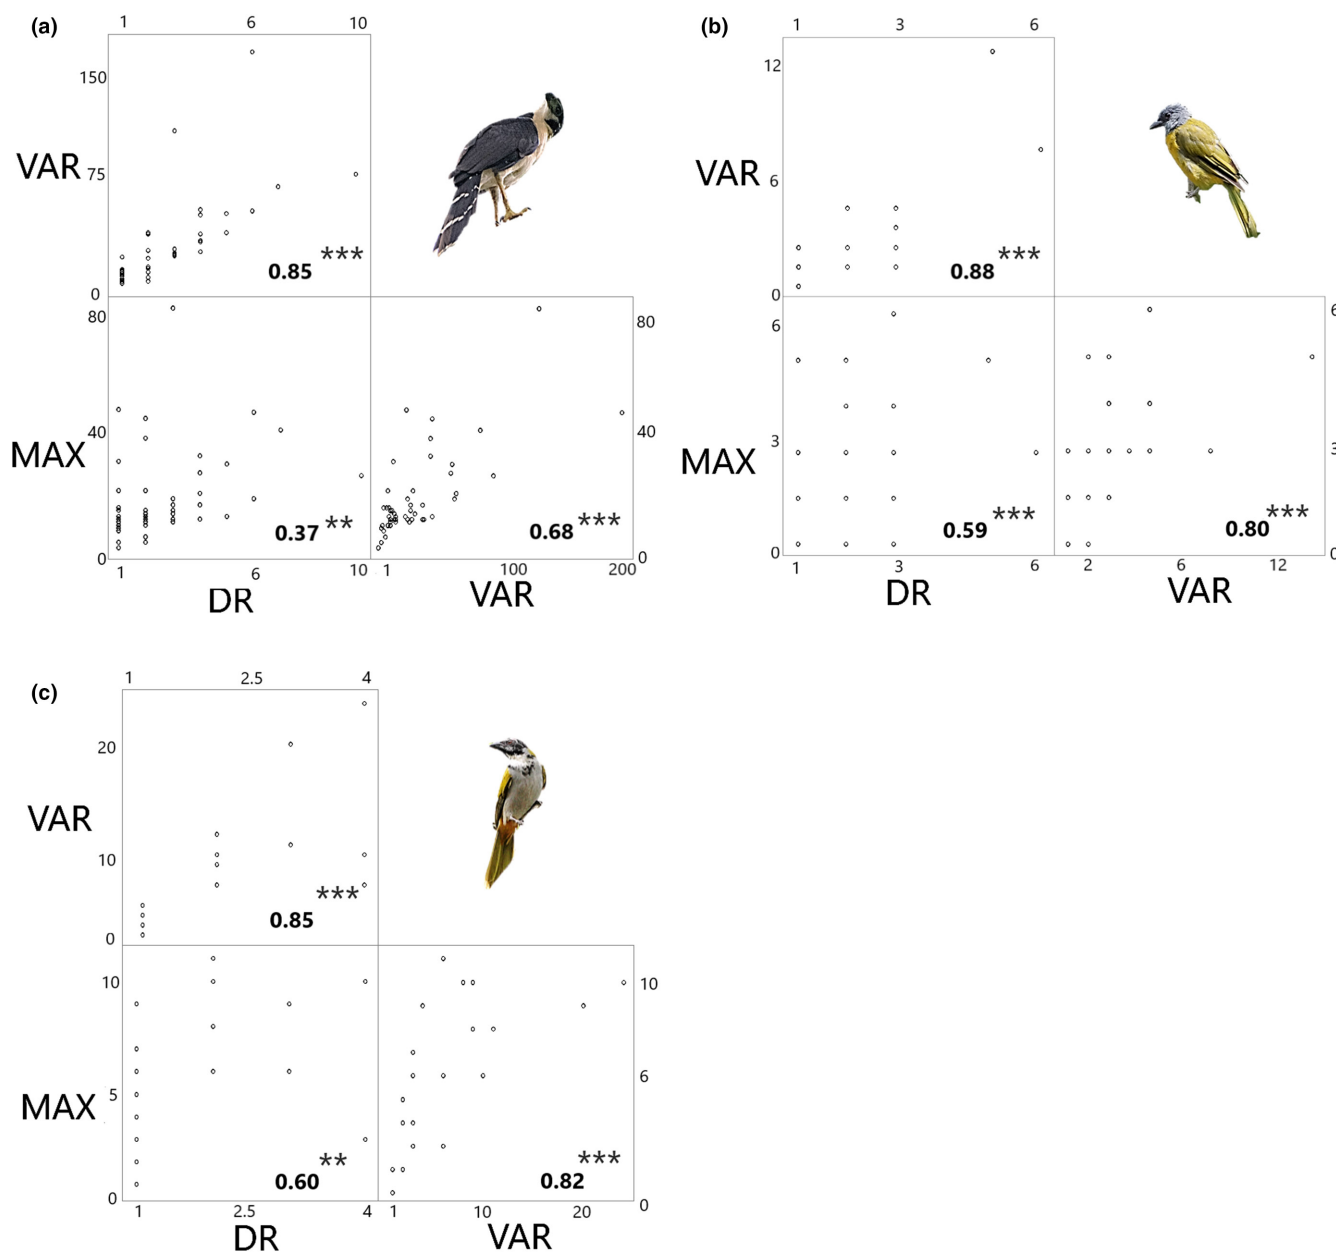 (a)
1 6 10
150
VAR 75
0.85 ***
0
80 80
40 40
MAX
0.37 ** 0.68 ***
0 0
1 6 10 1 100 200
DR VAR
(b)
1 3 6
12
VAR 6
0.88 ***
0
6 6
3 3
MAX
0.59 *** 0.80 ***
0 0
1 3 6 2 6 12
DR VAR
(c)
1 2.5 4
20
VAR
10
0.85 ***
0
10 10
6
5
MAX
0.60 ** 0.82 ***
0 0
1 2.5 4 1 10 20
DR VAR